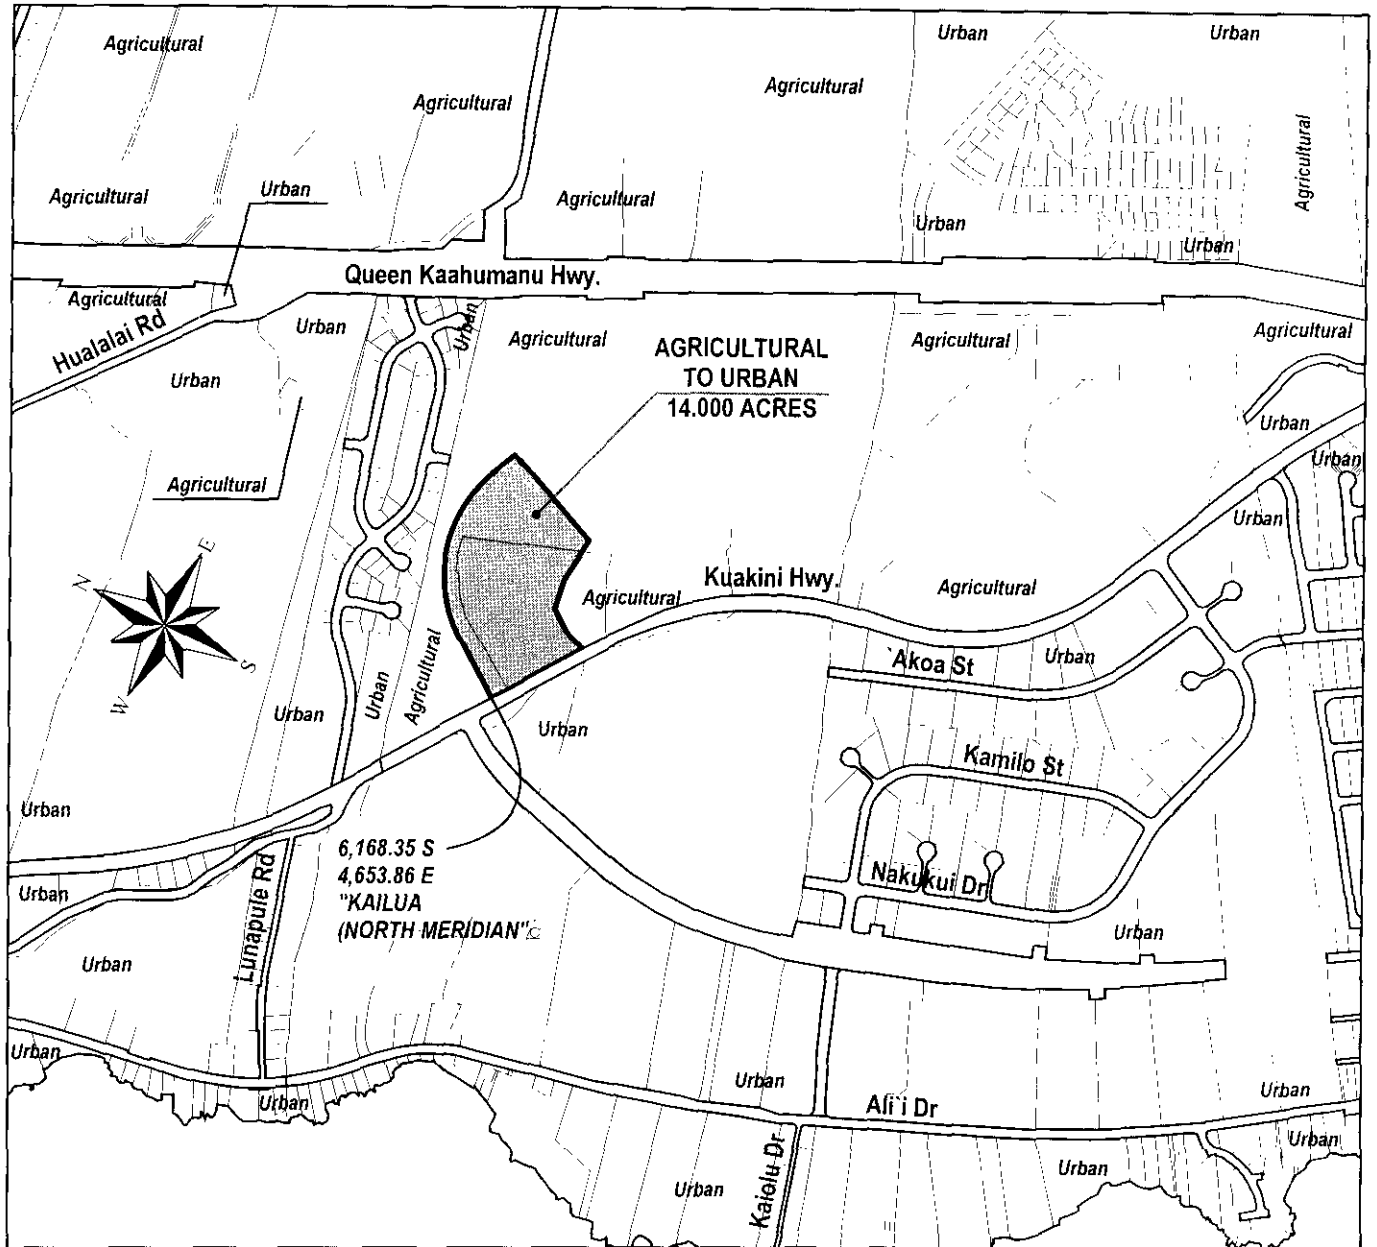 Agricultural
Urban
Urban
Agricultural
Agricultural
Agricultural
Agricultural
Urban
Agricultural
Urban
Urban
Queen Kaahumanu Hwy.
Agricultural
Hualalai Rd
Urban
Urban
Agricultural
Agricultural
Agricultural
AGRICULTURAL
TO URBAN
14.000 ACRES
Urban
Urban
Urban
Agricultural
Urban
N
E
S
W
Kuakini Hwy.
Agricultural
Agricultural
Agricultural
Urban
`Akoa St
Urban
Urban
Urban
Kamilo St
Urban
6,168.35 S
4,653.86 E
"KAILUA
(NORTH MERIDIAN"
Lunapule Rd
Nakukui Dr
Urban
Urban
Urban
Urban
Urban
Urban
Urban
Ali`i Dr
Urban
Urban
Kaiolu Dr
Urban
Urban